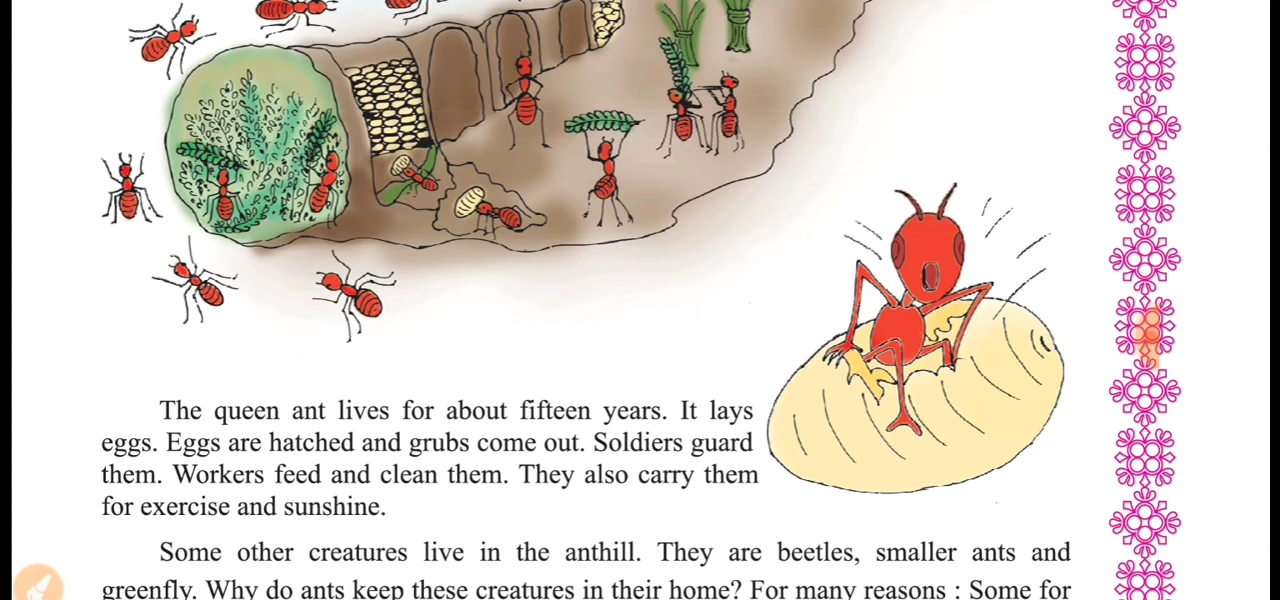 The queen ant lives for about fifteen years. It lays
eggs. Eggs are hatched and grubs come out. Soldiers guard
them. Workers feed and clean them. They also carry them
for exercise and sunshine.
Some other creatures live in the anthill. They are beetles, smaller ants and
greenfly. Why do ants keep these creatures in their home? For many reasons : Some for